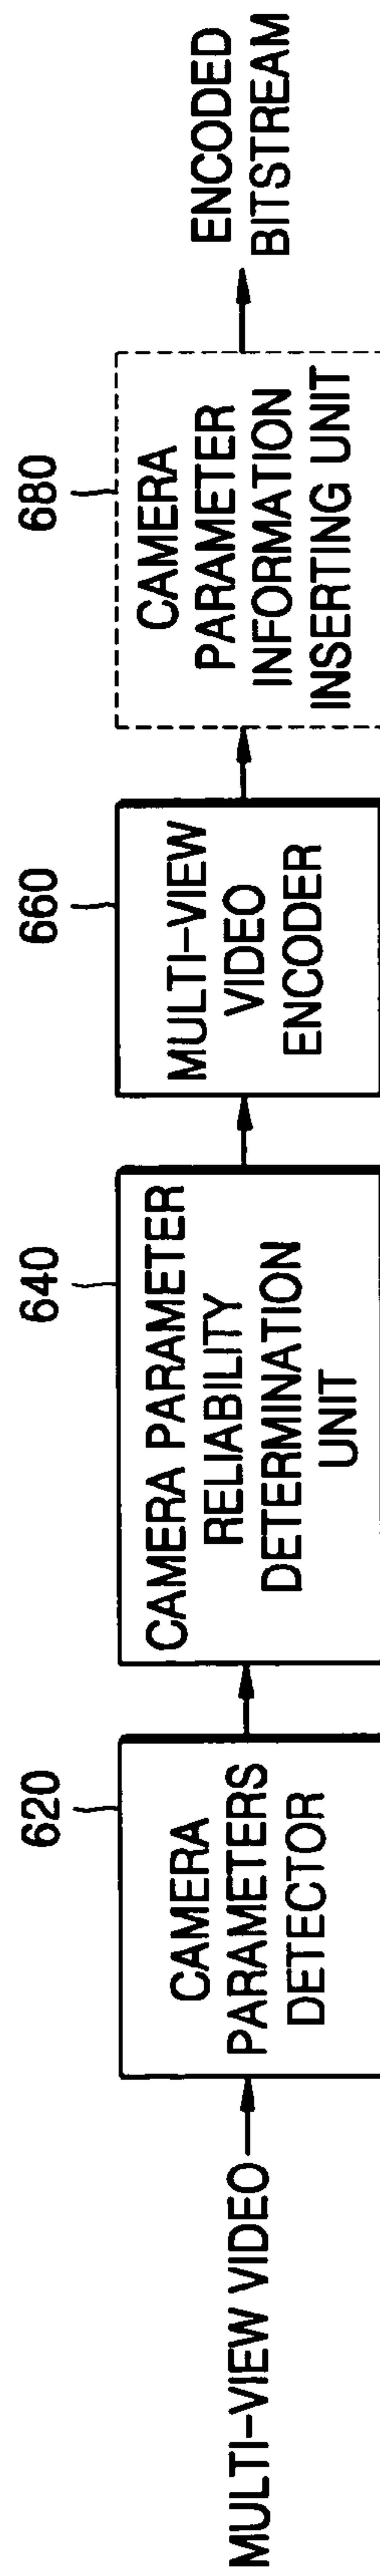 MULTI-VIEW VIDEO
620
CAMERA
PARAMETERS
DETECTOR
640
CAMERA PARAMETER
RELIABILITY
DETERMINATION
UNIT
660
MULTI-VIEW
VIDEO
ENCODER
680
CAMERA
PARAMETER
INFORMATION
INSERTING UNIT
ENCODED
BITSTREAM